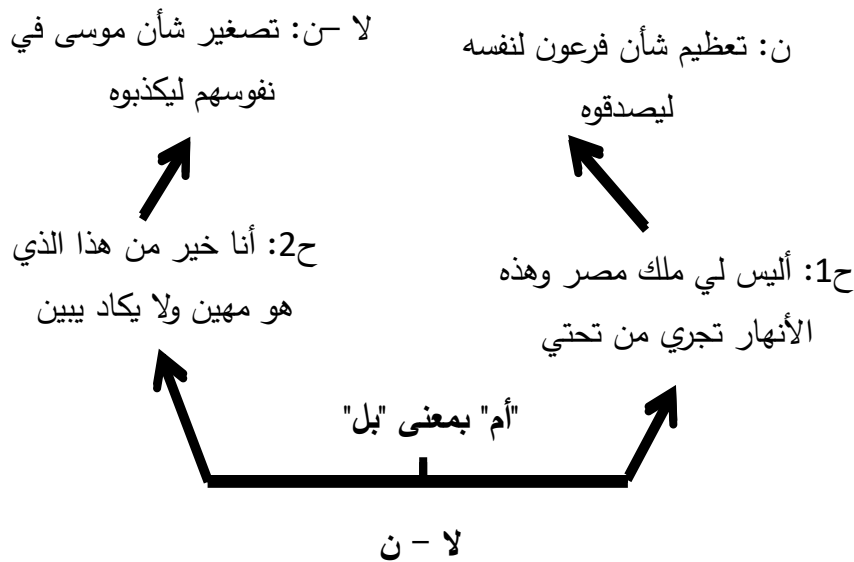 ن: تعظيم شأن فرعون لنفسه
ليصدقوه
لا –ن: تصغير شأن موسى في
نفوسهم ليكذبوه
ح1: أليس لي ملك مصر وهذه
الأنهار تجري من تحتي
ح2: أنا خير من هذا الذي
هو مهين ولا يكاد يبين
"أم" بمعنى "بل"
لا – ن